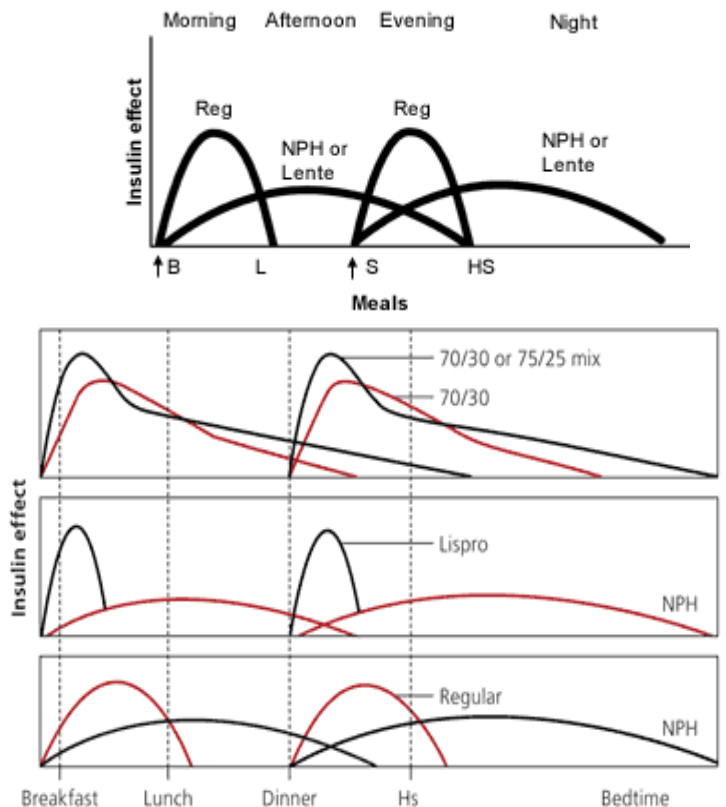 Morning Afternoon Evening Night
Insulin effect
Reg
Reg
NPH or
Lente
NPH or
Lente
B L S HS
Meals
Insulin effect
70/30 or 75/25 mix
70/30
Lispro
NPH
Regular
NPH
Breakfast Lunch Dinner Hs Bedtime